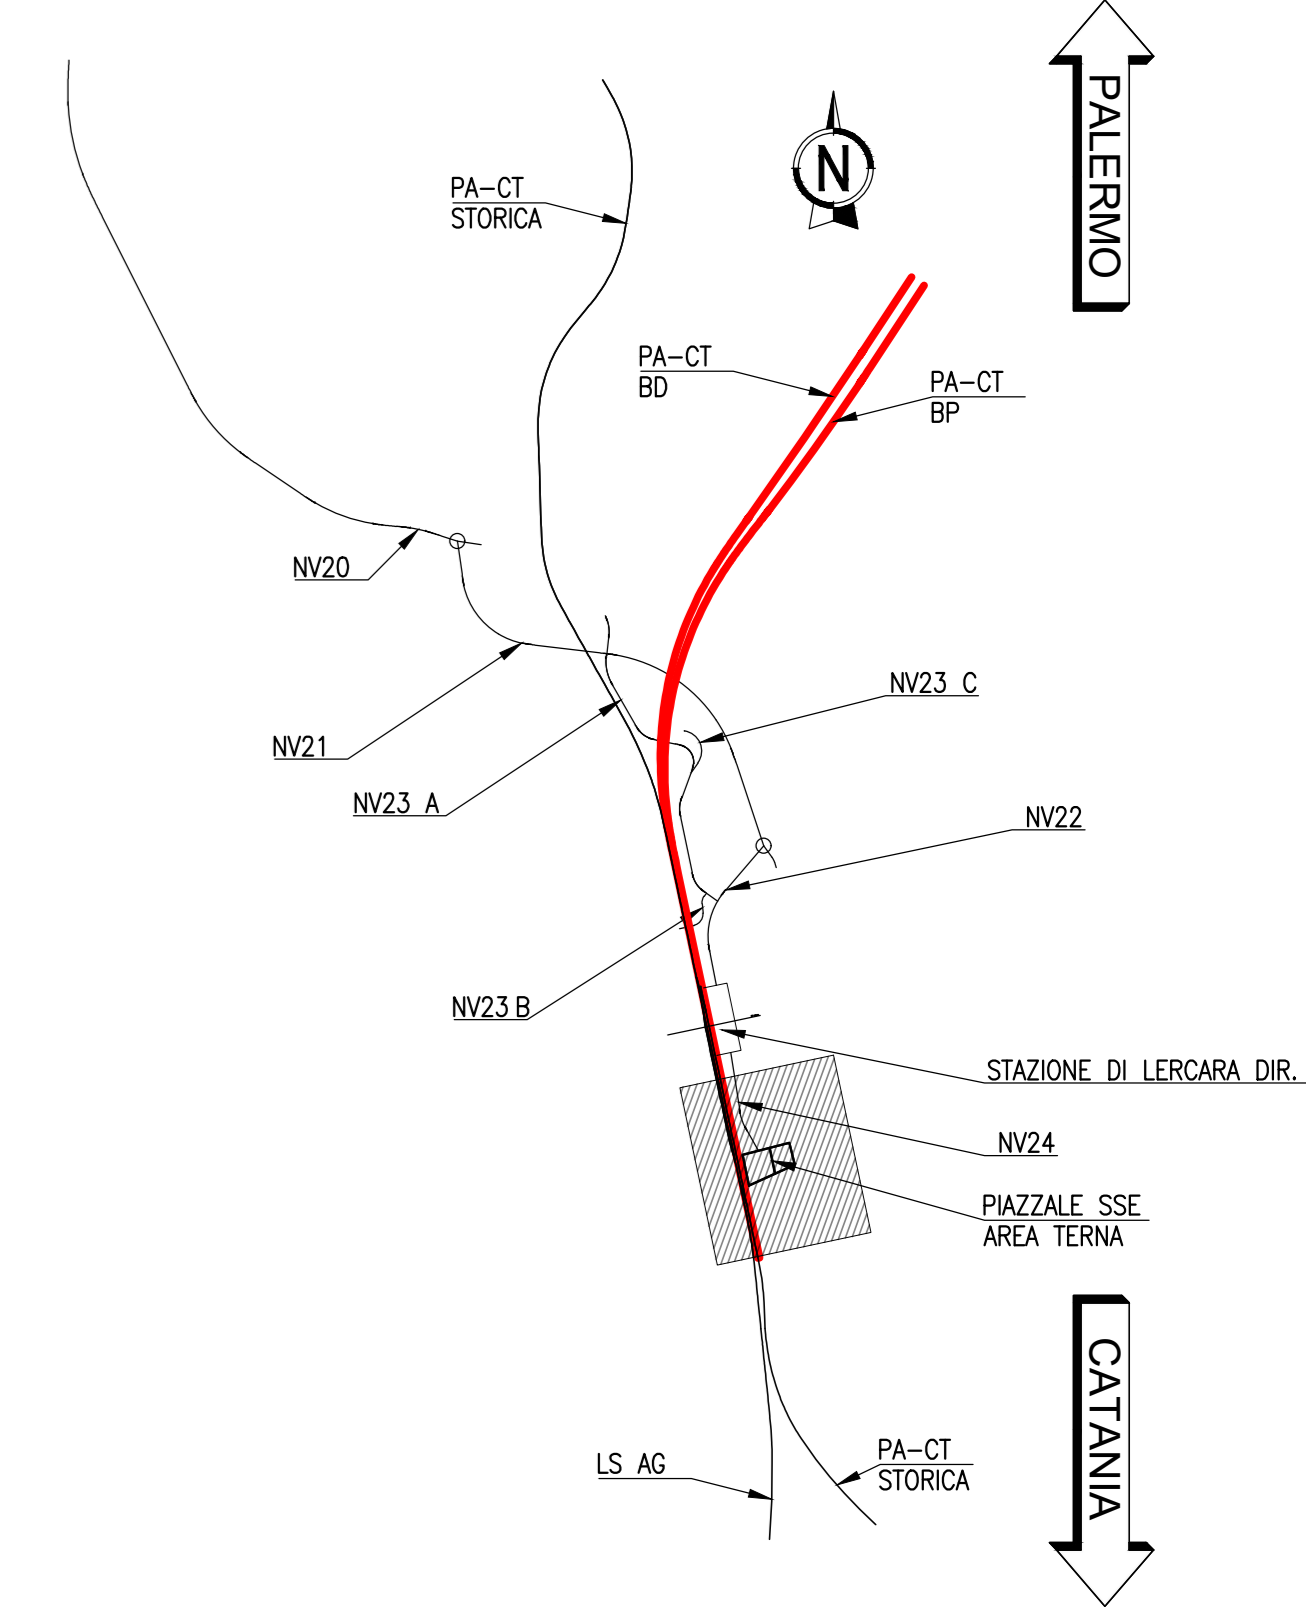 PALERMO
N
PA-CT
STORICA
PA-CT
BD
PA-CT
BP
NV20
NV21
NV23 C
NV23 A
NV22
NV23 B
STAZIONE DI LERCARA DIR.
NV24
PIAZZALE SSE
AREA TERNA
CATANIA
LS AG
PA-CT
STORICA